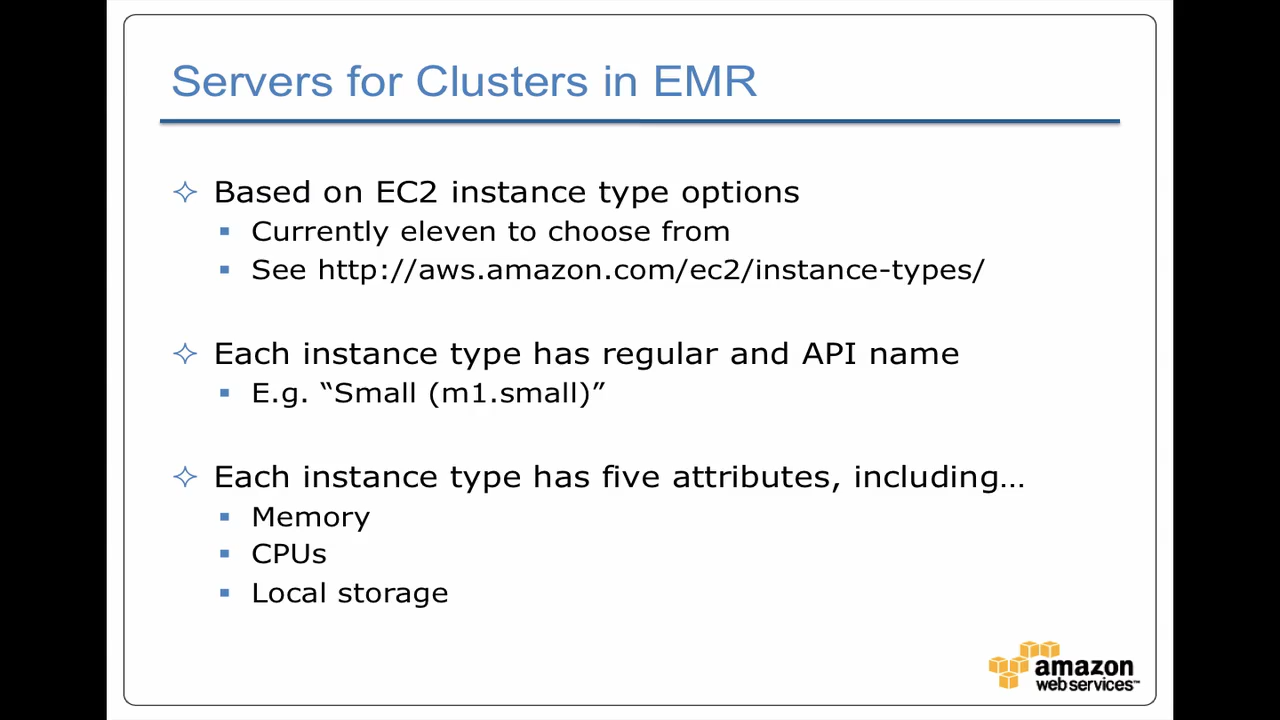 Servers for Clusters in EMR
Based on EC2 instance type options
Currently eleven to choose from
See http://aws.amazon.com/ec2/instance-types/
Each instance type has regular and API name
E.g. “Small (m1.small)”
Each instance type has five attributes, including…
Memory
CPUs
Local storage
amazon
webservices™